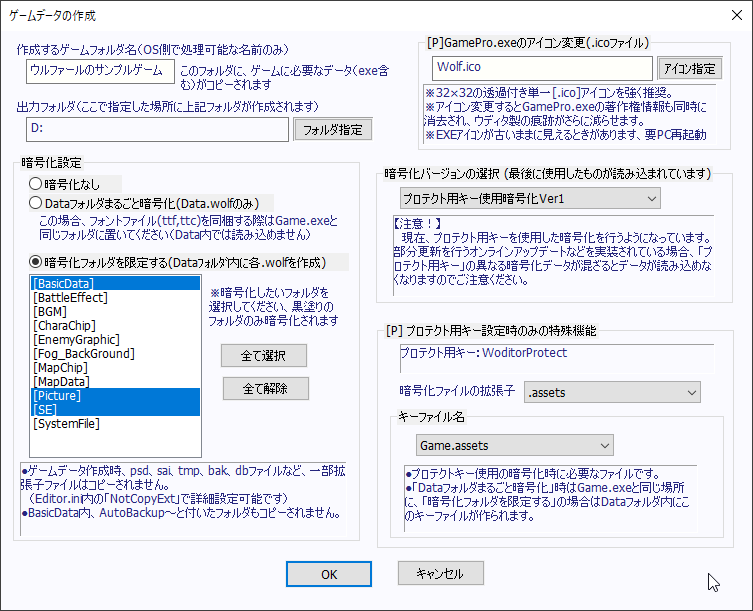 ゲームデータの作成
作成するゲームフォルダ名(OS側で処理可能な名前のみ)
ウルファールのサンプルゲーム
このフォルダに、ゲームに必要なデータ(exe含
む)がコピーされます
出力フォルダ(ここで指定した場所に上記フォルダが作成されます)
D:
フォルダ指定
暗号化設定
暗号化なし
Dataフォルダまるごと暗号化(Data.wolfのみ)
この場合、フォントファイル(ttf,ttc)を同梱する際はGame.exeと
同じフォルダに置いてください(Data内では読み込めません)
暗号化フォルダを限定する(Dataフォルダ内に各.wolfを作成)
[BasicData]
[BattleEffect]
[BGM]
[CharaChip]
[EnemyGraphic]
[Fog_BackGround]
[MapChip]
[MapData]
[Picture]
[SE]
[SystemFile]
※暗号化したいフォルダを
選択してください、黒塗りの
フォルダのみ暗号化されます
全て選択
全て解除
●ゲームデータ作成時、psd, sai, tmp, bak, dbファイルなど、一部拡
張子ファイルはコピーされません。
（Editor.ini内の「NotCopyExt」で詳細設定可能です）
●BasicData内、AutoBackup～と付いたフォルダもコピーされません。
[P]GamePro.exeのアイコン変更(.icoファイル)
Wolf.ico
アイコン指定
※32×32の透過付き単一[.ico]アイコンを強く推奨。
※アイコン変更するとGamePro.exeの著作権情報も同時に
消去され、ウディタ製の痕跡がさらに減らせます。
※EXEアイコンが古いままに見えるときがあります、要PC再起動
暗号化バージョンの選択 (最後に使用したものが読み込まれています)
プロテクト用キー使用暗号化Ver1
【注意！】
現在、プロテクト用キーを使用した暗号化を行うようになっています。
部分更新を行うオンラインアップデートなどを実装されている場合、「プ
ロテクト用キー」の異なる暗号化データが混ざるとデータが読み込めな
くなりますのでご注意ください。
[P] プロテクト用キー設定時のみの特殊機能
プロテクト用キー: WoditorProtect
暗号化ファイルの拡張子
.assets
キーファイル名
Game.assets
●プロテクトキー使用の暗号化時に必要なファイルです。
●「Dataフォルダまるごと暗号化」時はGame.exeと同じ場所
に、「暗号化フォルダを限定する」の場合はDataフォルダ内にこ
のキーファイルが作られます。
OK
キャンセル